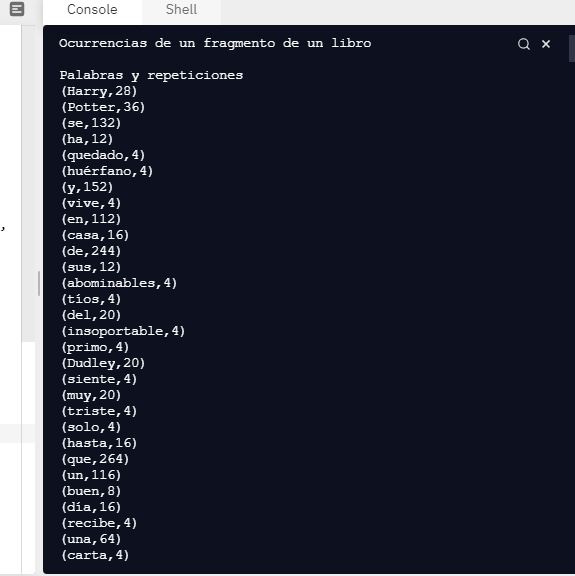 Console Shell
Ocurrencias de un fragmento de un libro
Palabras y repeticiones
(Harry,28)
(Potter,36)
(se,132)
(ha,12)
(quedado,4)
(huérfano,4)
(y,152)
(vive,4)
(en,112)
(casa,16)
(de,244)
(sus,12)
(abominables,4)
(tíos,4)
(del,20)
(insoportable,4)
(primo,4)
(Dudley,20)
(siente,4)
(muy,20)
(triste,4)
(solo,4)
(hasta,16)
(que,264)
(un,116)
(buen,8)
(día,16)
(recibe,4)
(una,64)
(carta,4)